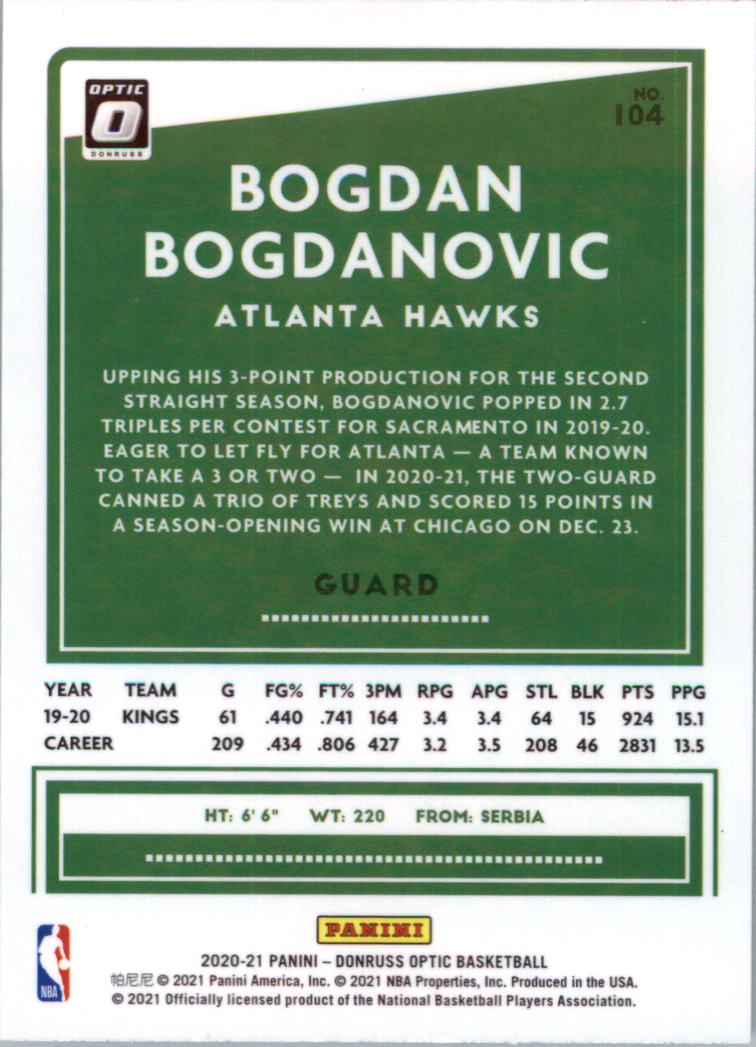 OPTIC
O
DONRUSS
NO.
104
BOGDAN
BOGDANOVIC
ATLANTA HAWKS
UPPING HIS 3-POINT PRODUCTION FOR THE SECOND
STRAIGHT SEASON, BOGDANOVIC POPPED IN 2.7
TRIPLES PER CONTEST FOR SACRAMENTO IN 2019-20.
EAGER TO LET FLY FOR ATLANTA — A TEAM KNOWN
TO TAKE A 3 OR TWO — IN 2020-21, THE TWO-GUARD
CANNED A TRIO OF TREYS AND SCORED 15 POINTS IN
A SEASON-OPENING WIN AT CHICAGO ON DEC. 23.
GUARD
YEAR TEAM G FG% FT% 3PM RPG APG STL BLK PTS PPG
19-20 KINGS 61 .440 .741 164 3.4 3.4 64 15 924 15.1
CAREER 209 .434 .806 427 3.2 3.5 208 46 2831 13.5
HT: 6' 6" WT: 220 FROM: SERBIA
PANINI
NBA
2020-21 PANINI – DONRUSS OPTIC BASKETBALL
帕尼尼 © 2021 Panini America, Inc. © 2021 NBA Properties, Inc. Produced in the USA.
© 2021 Officially licensed product of the National Basketball Players Association.